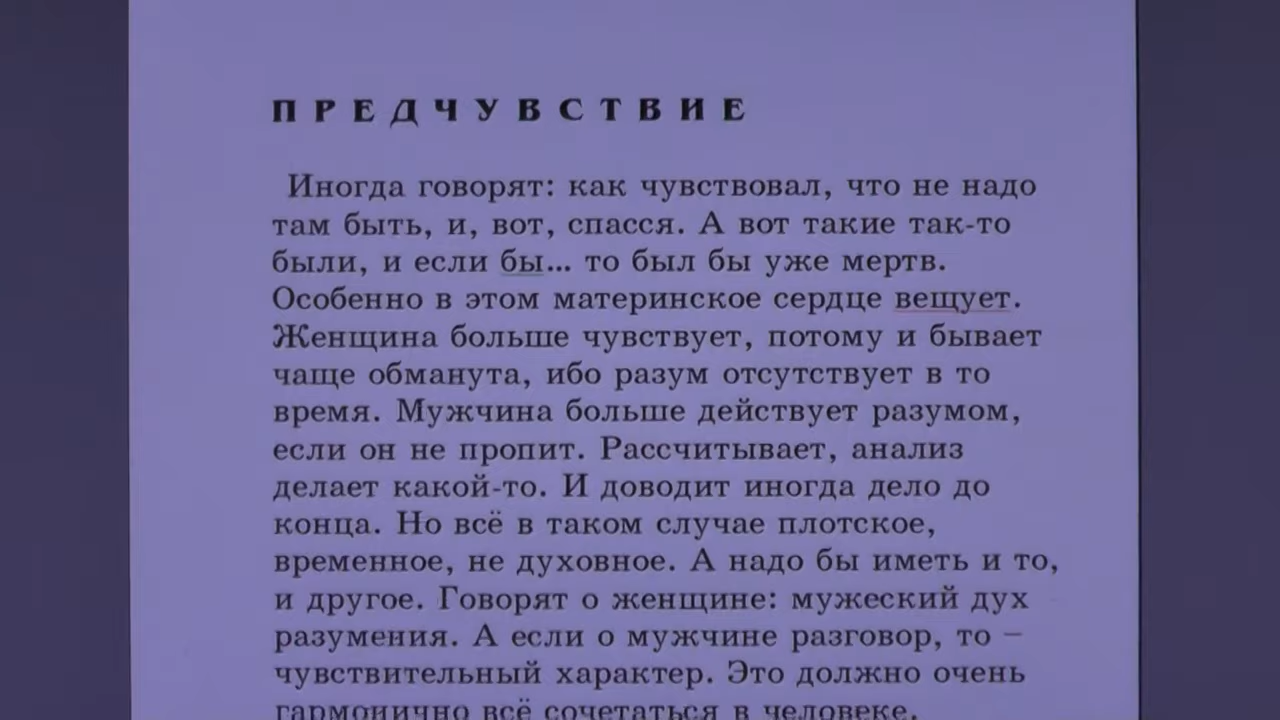 ПРЕДЧУВСТВИЕ
Иногда говорят: как чувствовал, что не надо
там быть, и, вот, спасся. А вот такие так-то
были, и если бы... то был бы уже мертв.
Особенно в этом материнское сердце вещует.
Женщина больше чувствует, потому и бывает
чаще обманута, ибо разум отсутствует в то
время. Мужчина больше действует разумом,
если он не пропит. Рассчитывает, анализ
делает какой-то. И доводит иногда дело до
конца. Но всё в таком случае плотское,
временное, не духовное. А надо бы иметь и то,
и другое. Говорят о женщине: мужеский дух
разумения. А если о мужчине разговор, то –
чувствительный характер. Это должно очень
гармонично всё сочетаться в человеке.